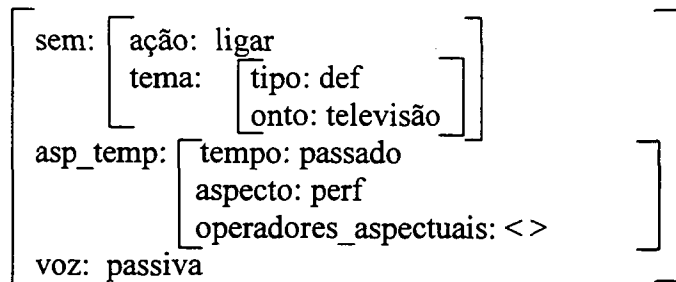 sem: ação: ligar
tema: tipo: def
onto: televisão
asp_temp: tempo: passado
aspecto: perf
operadores_aspectuais: < >
voz: passiva